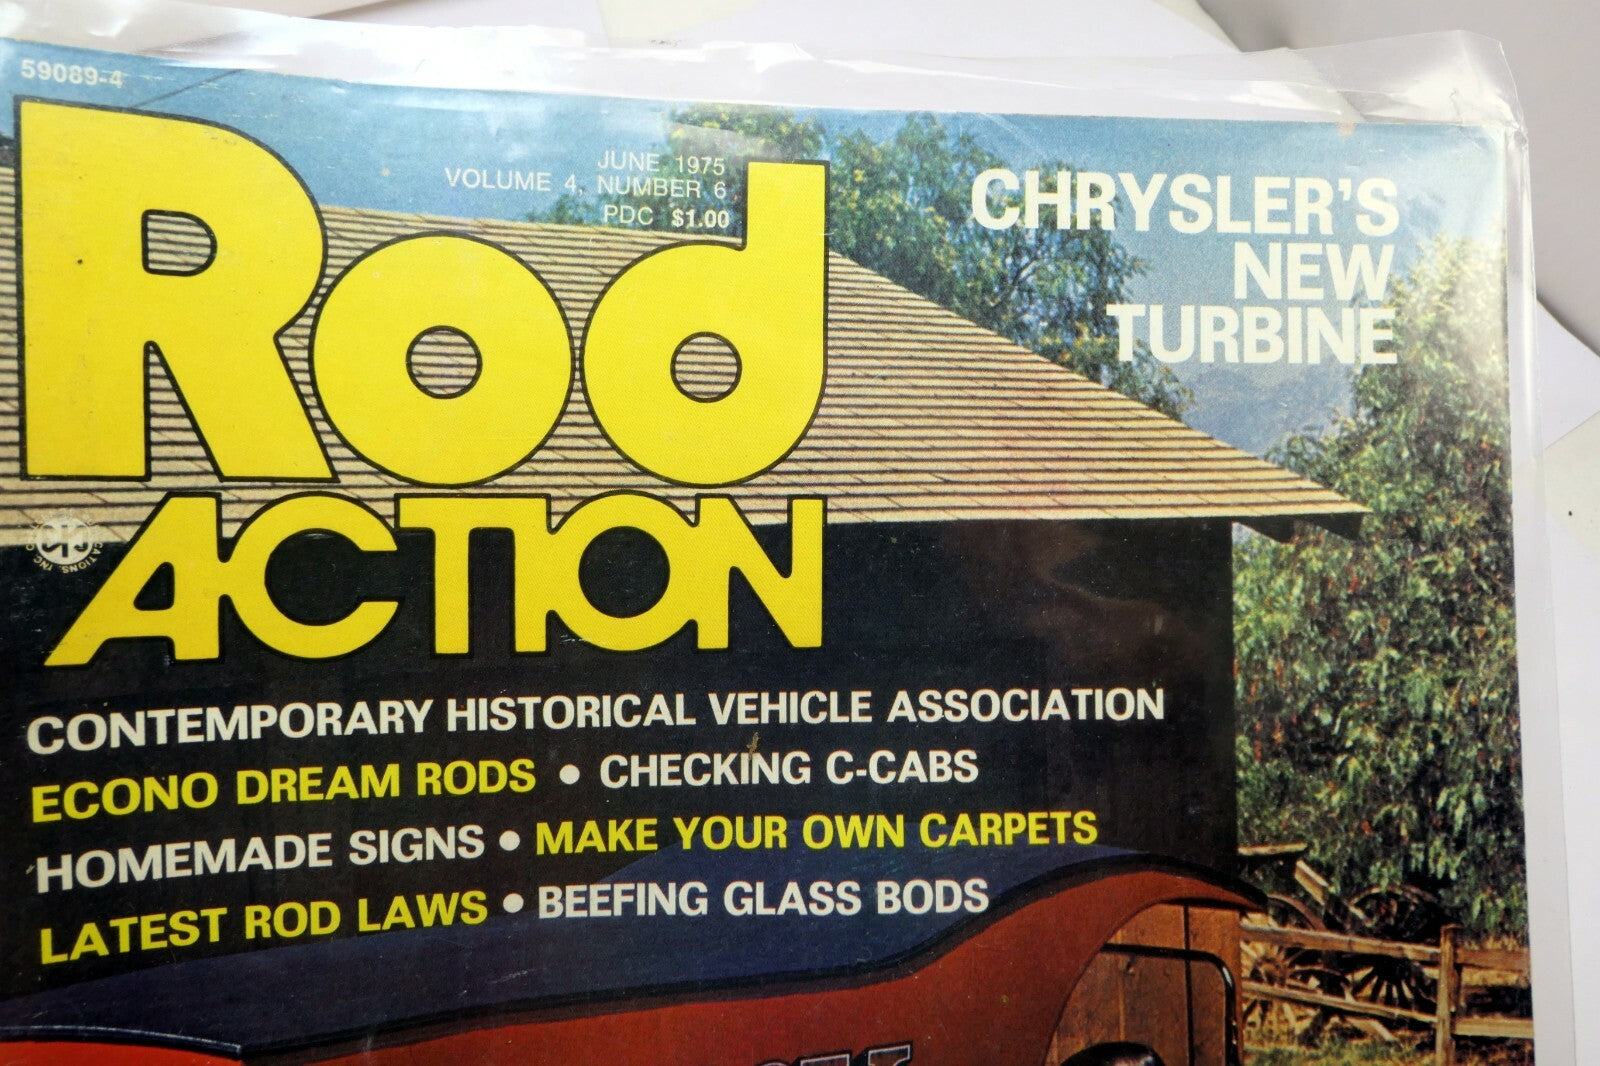 59089-4
JUNE 1975
VOLUME 4, NUMBER 6
PDC $1.00
Rod
ACTION
CHRYSLER'S
NEW
TURBINE
CONTEMPORARY HISTORICAL VEHICLE ASSOCIATION
ECONO DREAM RODS • CHECKING C-CABS
HOMEMADE SIGNS • MAKE YOUR OWN CARPETS
LATEST ROD LAWS • BEEFING GLASS BODS